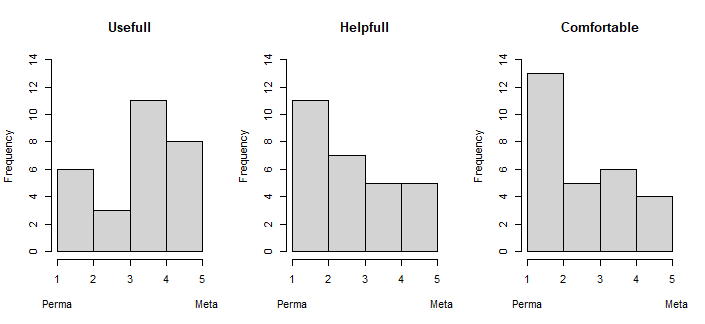 Usefull
Frequency
0 2 4 6 8 10 12 14
1 2 3 4 5
Perma Meta
Helpfull
Frequency
0 2 4 6 8 10 12 14
1 2 3 4 5
Perma Meta
Comfortable
Frequency
0 2 4 6 8 10 12 14
1 2 3 4 5
Perma Meta